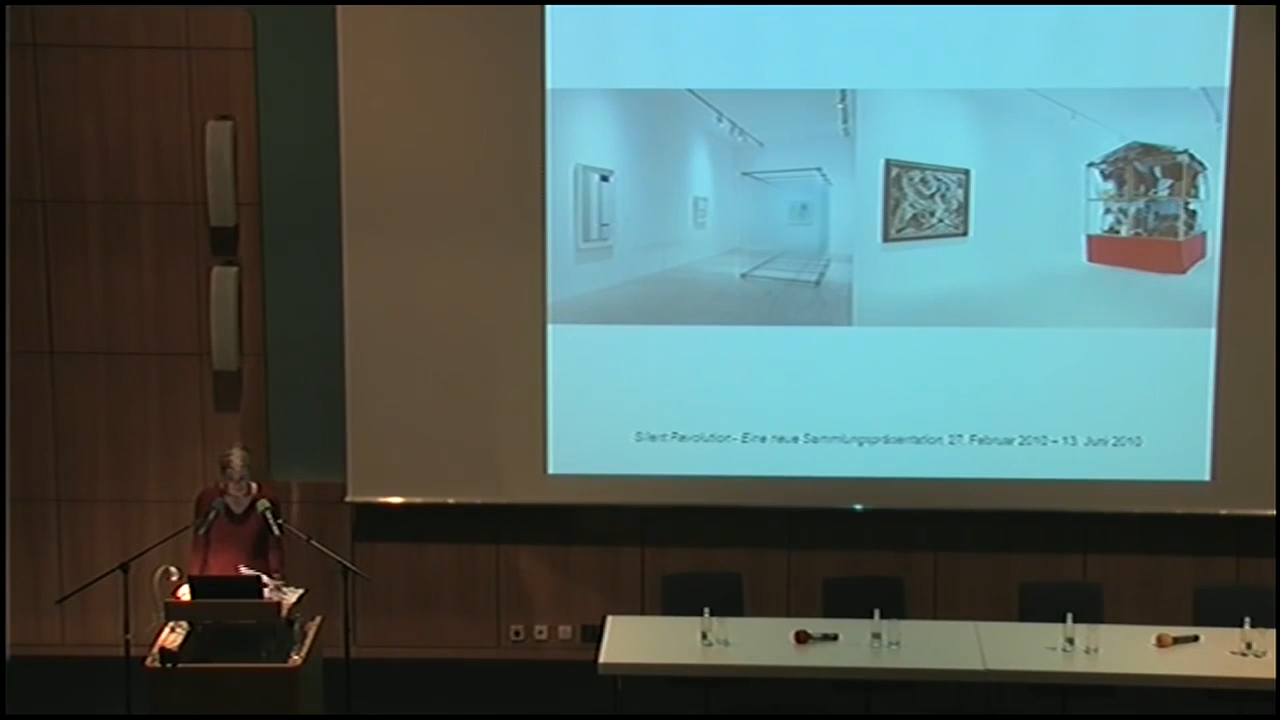 Silent Revolution- Eine neue Sammlungspräsentation, 27. Februar 2010 – 13. Juni 2010